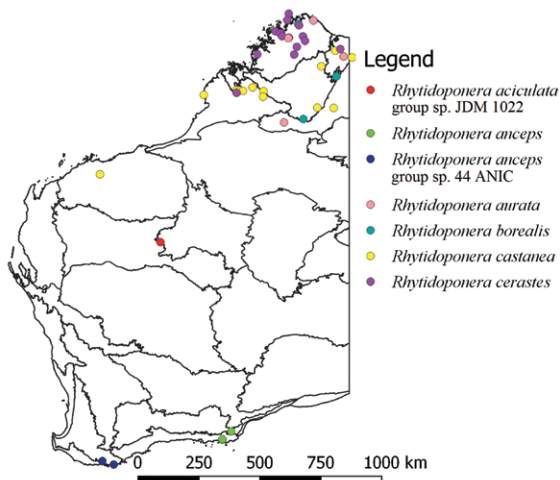 Legend
Rhytidoponera aciculata
group sp. JDM 1022
Rhytidoponera anceps
Rhytidoponera anceps
group sp. 44 ANIC
Rhytidoponera aurata
Rhytidoponera borealis
Rhytidoponera castanea
Rhytidoponera cerastes
0 250 500 750 1000 km